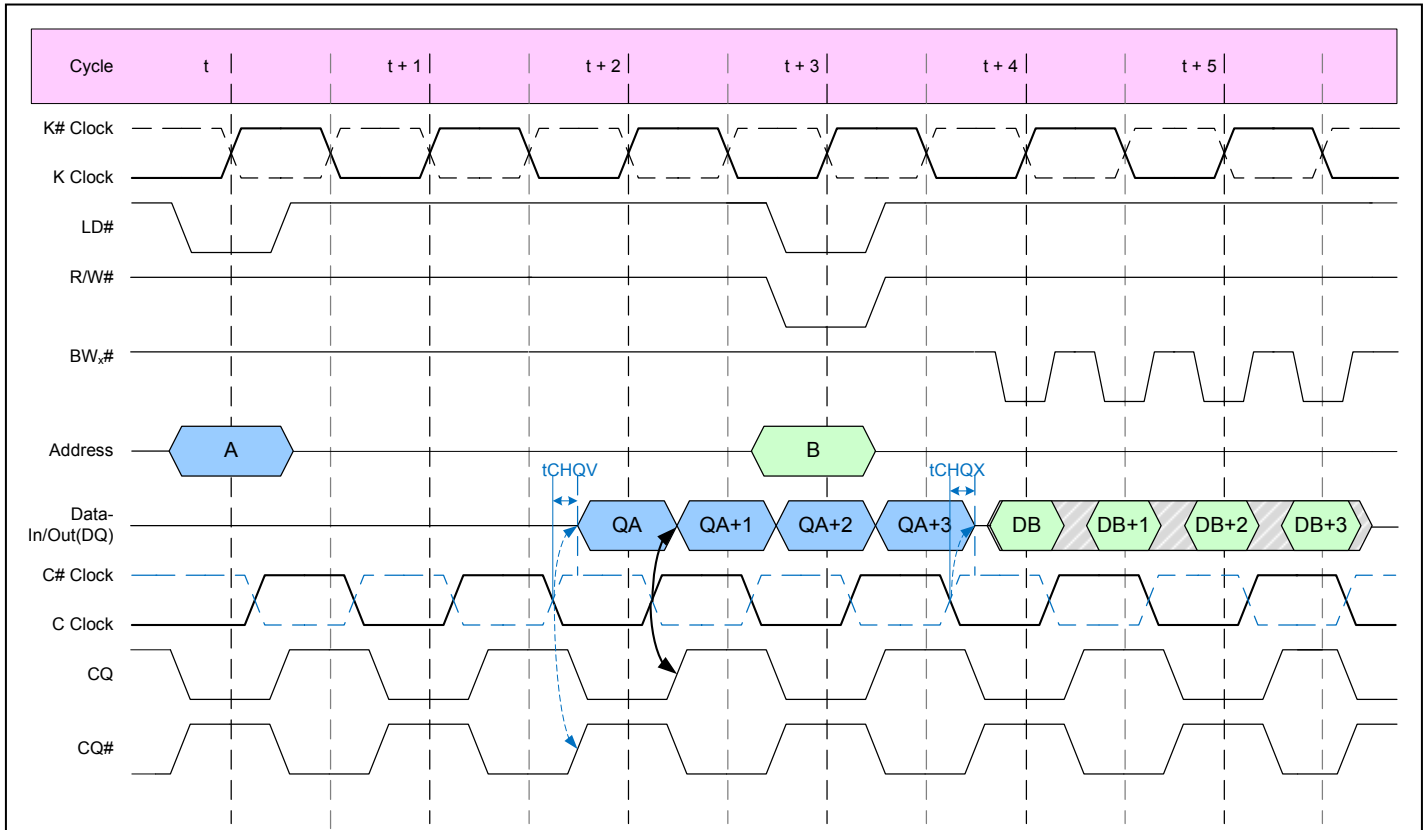 Cycle t t + 1 t + 2 t + 3 t + 4 t + 5
K# Clock
K Clock
LD#
R/W#
BWx#
Address A B
tCHQV tCHQX
Data-
In/Out(DQ) QA QA+1 QA+2 QA+3 DB DB+1 DB+2 DB+3
C# Clock
C Clock
CQ
CQ#